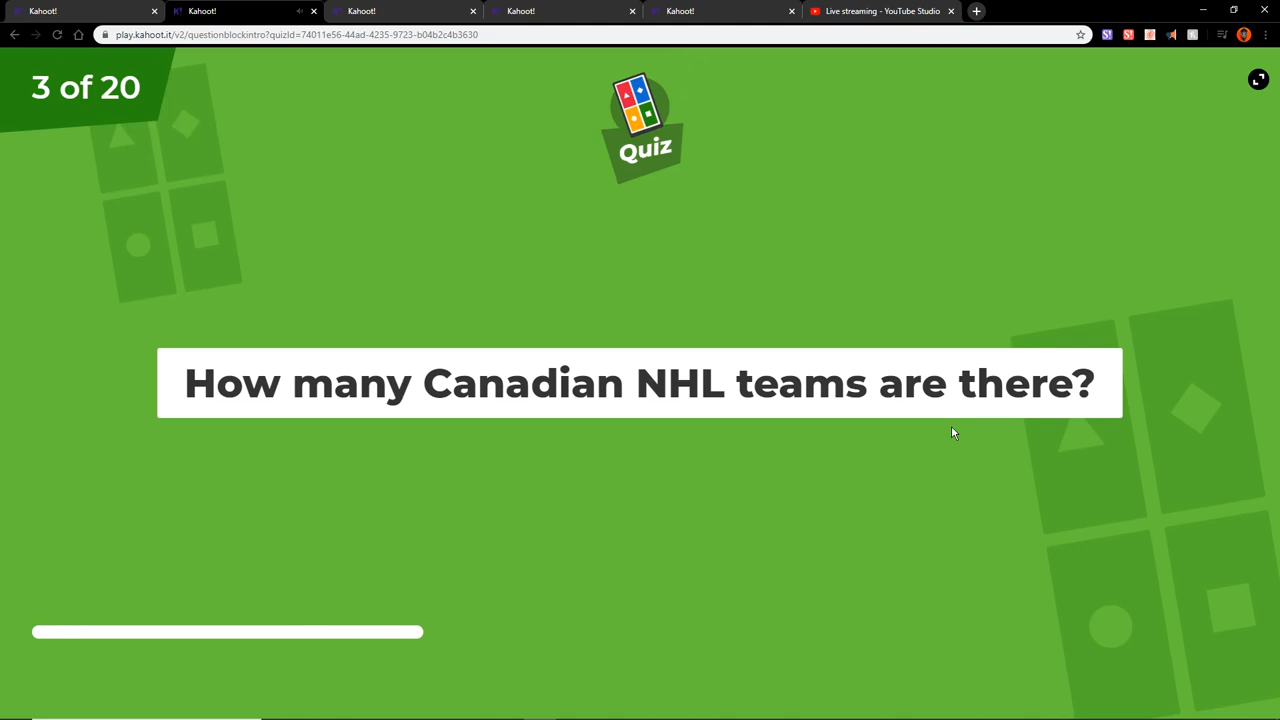 Kahoot! Kahoot! Kahoot! Kahoot! Kahoot! Live streaming - YouTube Studio
play.kahoot.it/v2/questionblockintro?quizId=74011e56-44ad-4235-9723-b04b2c4b3630
3 of 20
Quiz
How many Canadian NHL teams are there?